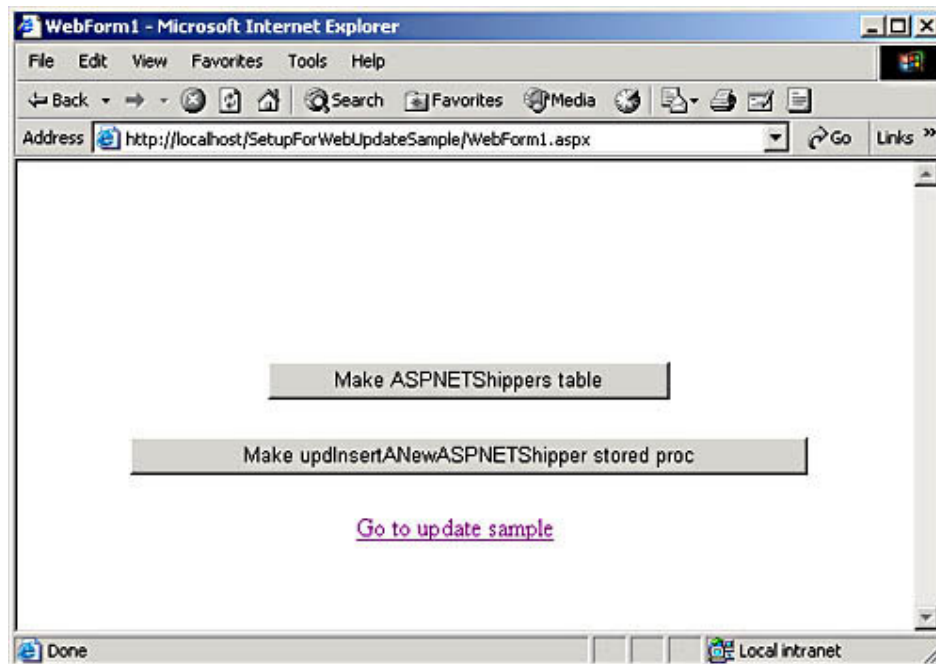 WebForm1 - Microsoft Internet Explorer
File Edit View Favorites Tools Help
Back Search Favorites Media
Address http://localhost/SetupForWebUpdateSample/WebForm1.aspx Go Links »
Make ASPNETShippers table
Make updInsertANewASPNETShipper stored proc
Go to update sample
Done Local intranet